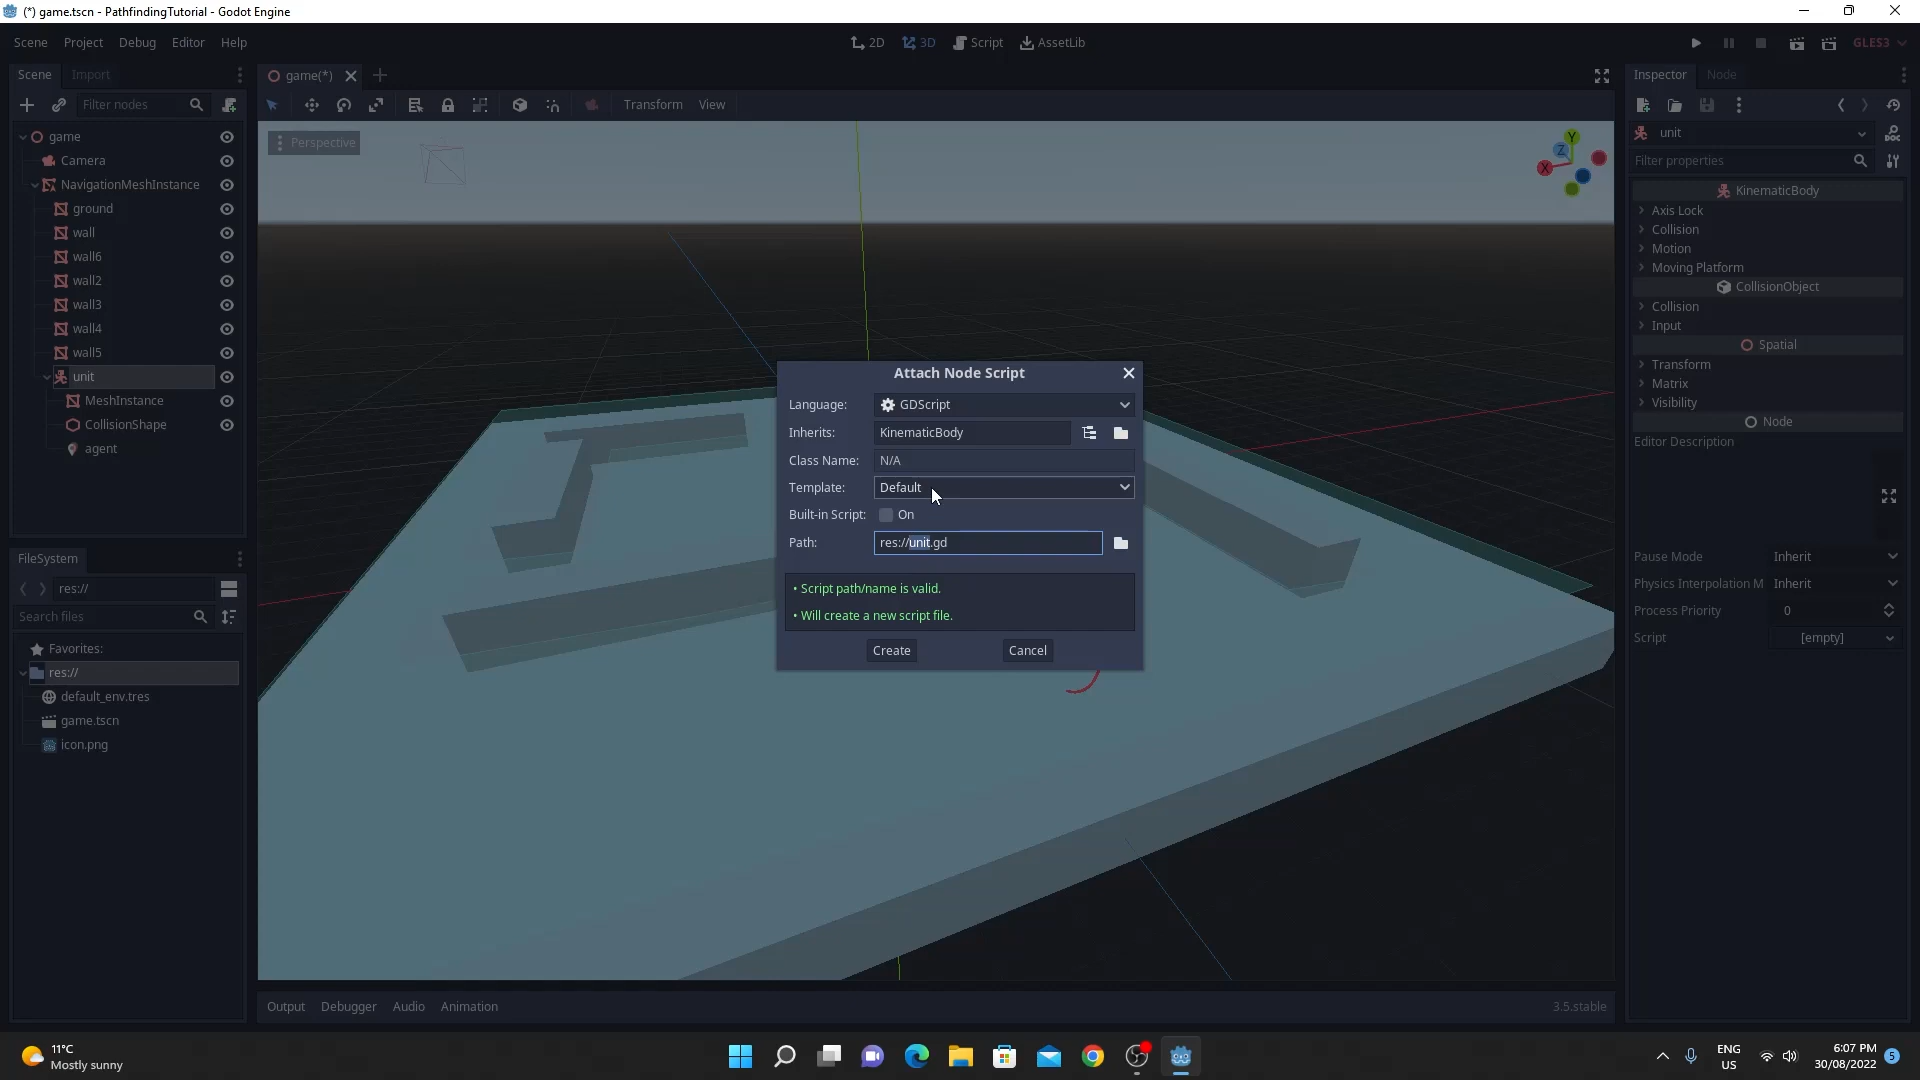 (*) game.tscn - PathfindingTutorial - Godot Engine
Scene Project Debug Editor Help
2D 3D Script AssetLib
GLES3
Scene Import
game(*)
Inspector Node
Filter nodes
Transform View
game
Camera
NavigationMeshInstance
ground
wall
wall6
wall2
wall3
wall4
wall5
unit
MeshInstance
CollisionShape
agent
Perspective
Y
Z
X
unit
Filter properties
KinematicBody
Axis Lock
Collision
Motion
Moving Platform
CollisionObject
Collision
Input
Spatial
Transform
Matrix
Visibility
Node
Editor Description
Pause Mode Inherit
Physics Interpolation M Inherit
Process Priority 0
Script [empty]
Attach Node Script
Language: GDScript
Inherits: KinematicBody
Class Name: N/A
Template: Default
Built-in Script: On
Path: res://unit.gd
• Script path/name is valid.
• Will create a new script file.
Create Cancel
FileSystem
res://
Search files
Favorites:
res://
default_env.tres
game.tscn
icon.png
Output Debugger Audio Animation
3.5.stable
11°C
Mostly sunny
ENG
US
6:07 PM
30/08/2022
5